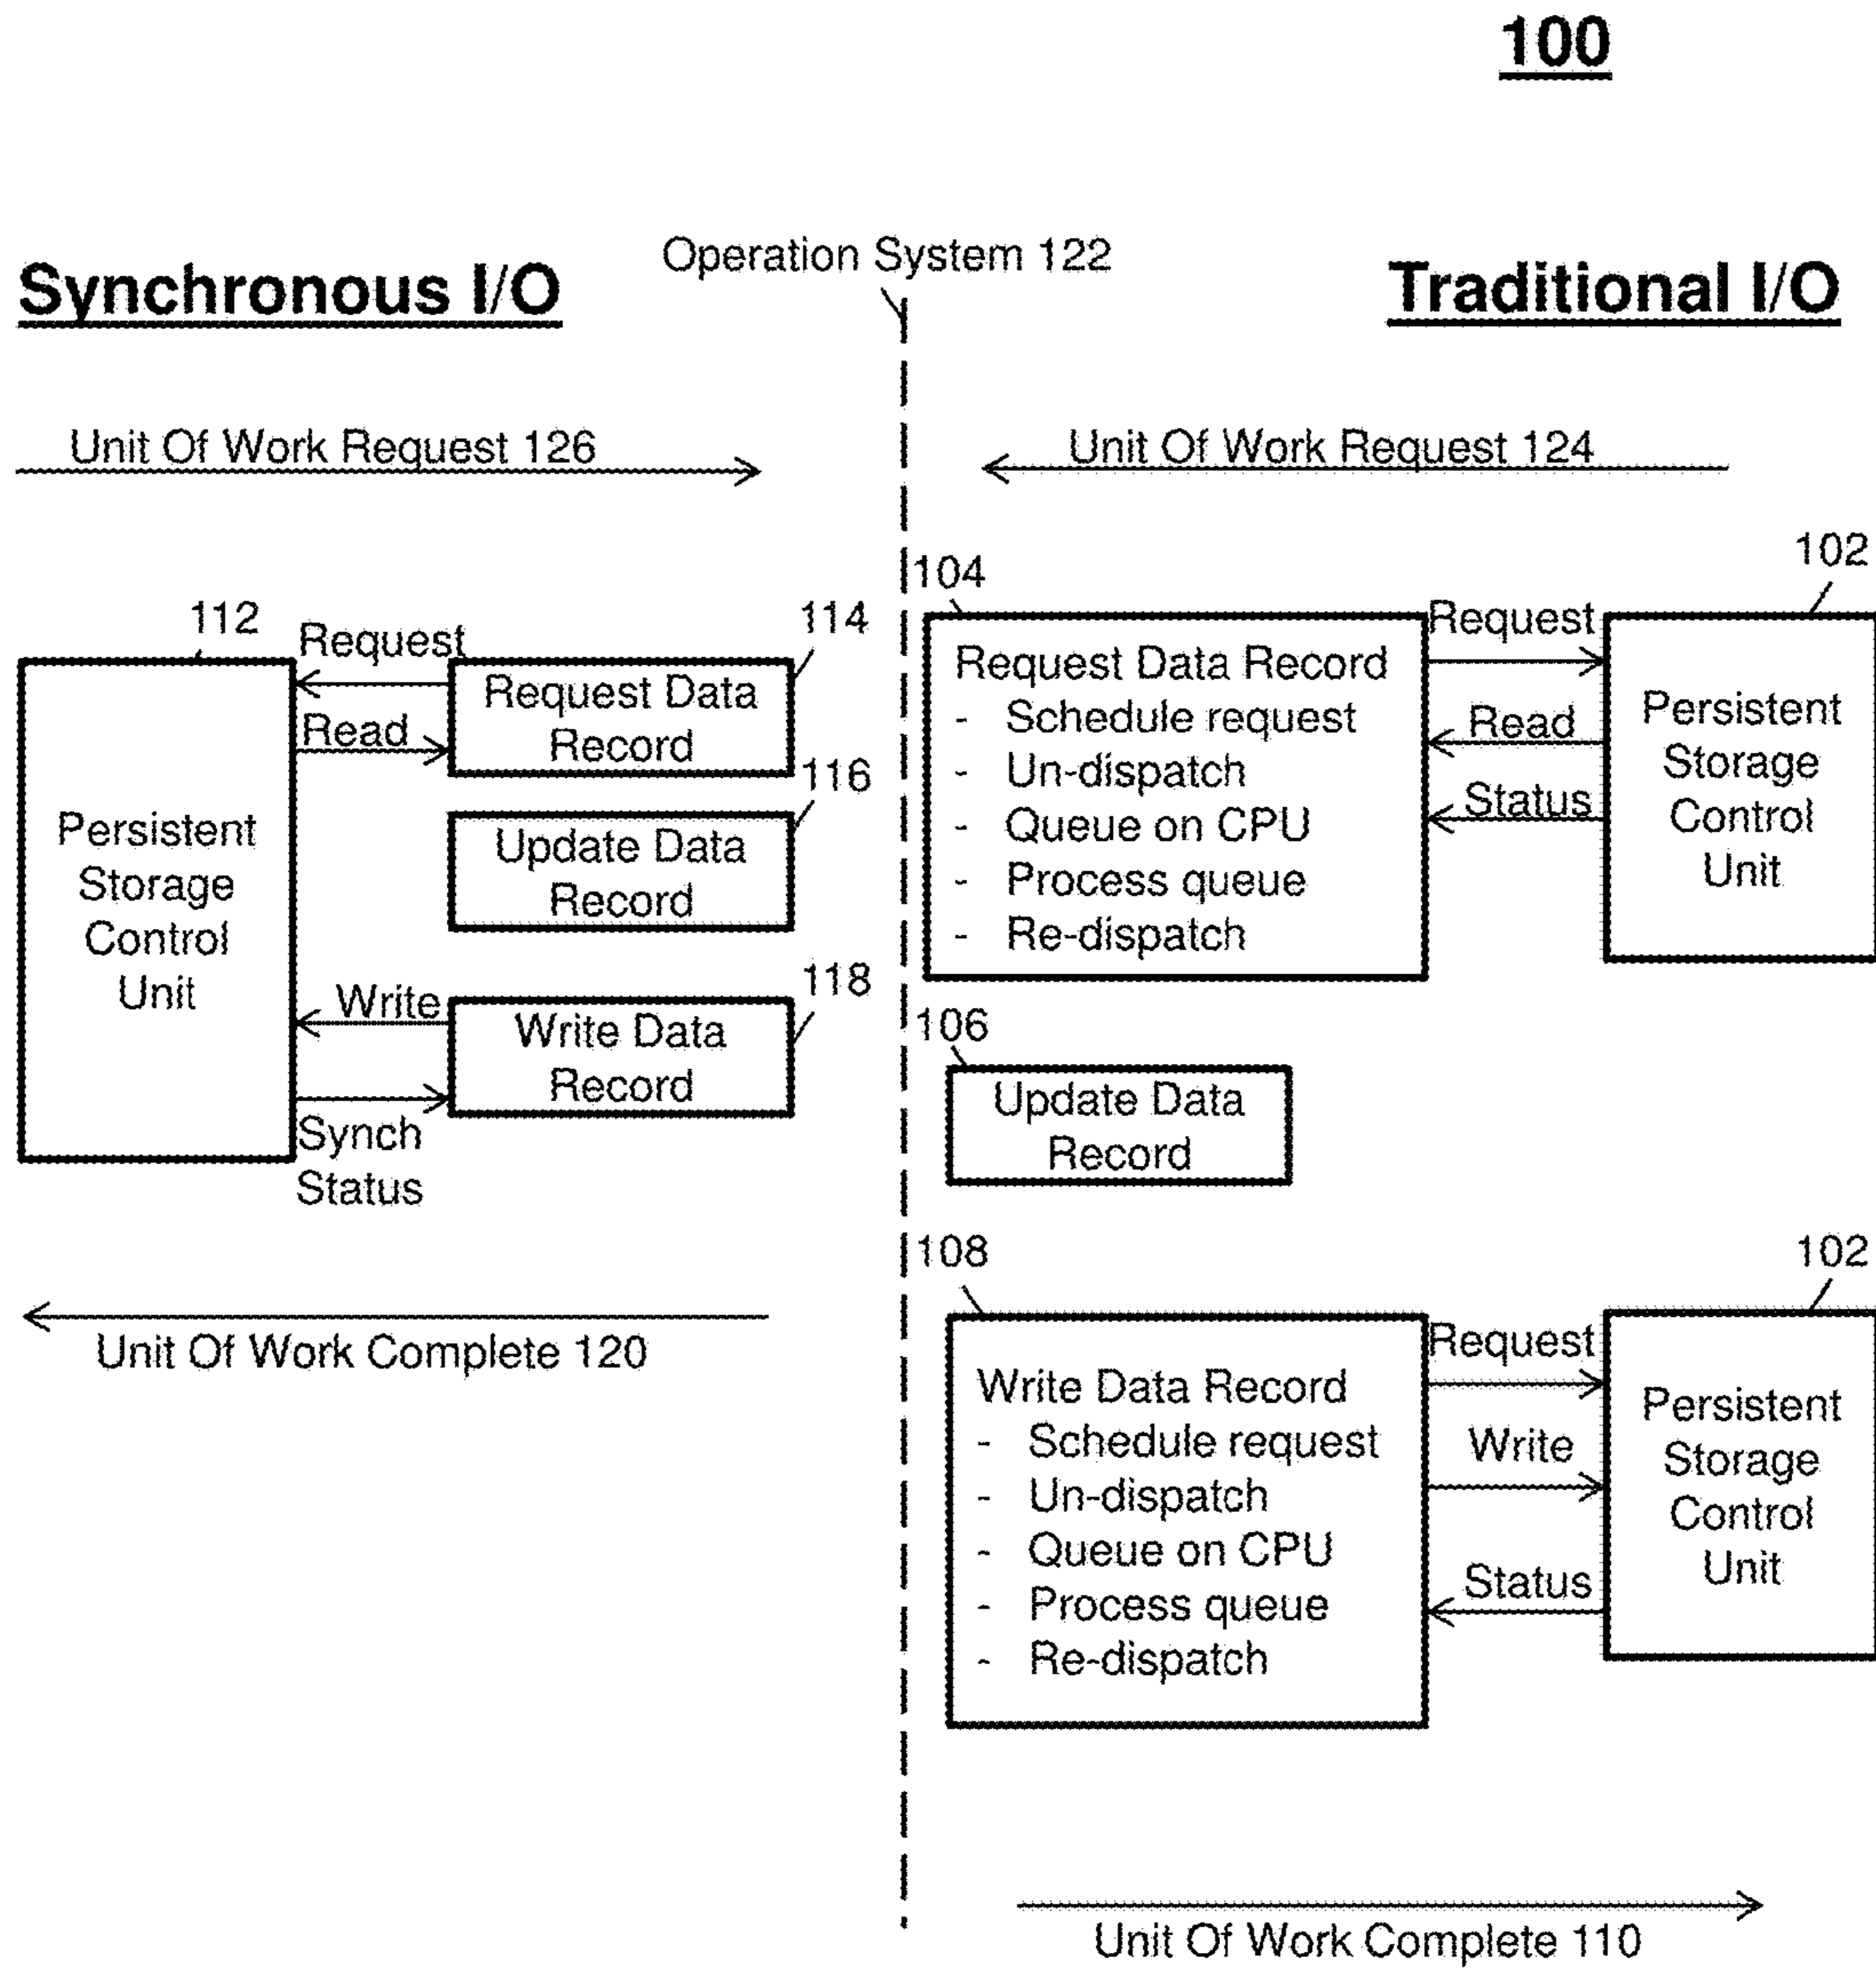 100
Operation System 122
Synchronous I/O
Traditional I/O
Unit Of Work Request 126
Unit Of Work Request 124
112
Request
Read
114
Request Data
Record
116
Update Data
Record
Persistent
Storage
Control
Unit
118
Write
Write Data
Record
Synch
Status
Unit Of Work Complete 120
104
Request Data Record
- Schedule request
- Un-dispatch
- Queue on CPU
- Process queue
- Re-dispatch
Request
Read
Status
102
Persistent
Storage
Control
Unit
106
Update Data
Record
108
Write Data Record
- Schedule request
- Un-dispatch
- Queue on CPU
- Process queue
- Re-dispatch
Request
Write
Status
102
Persistent
Storage
Control
Unit
Unit Of Work Complete 110